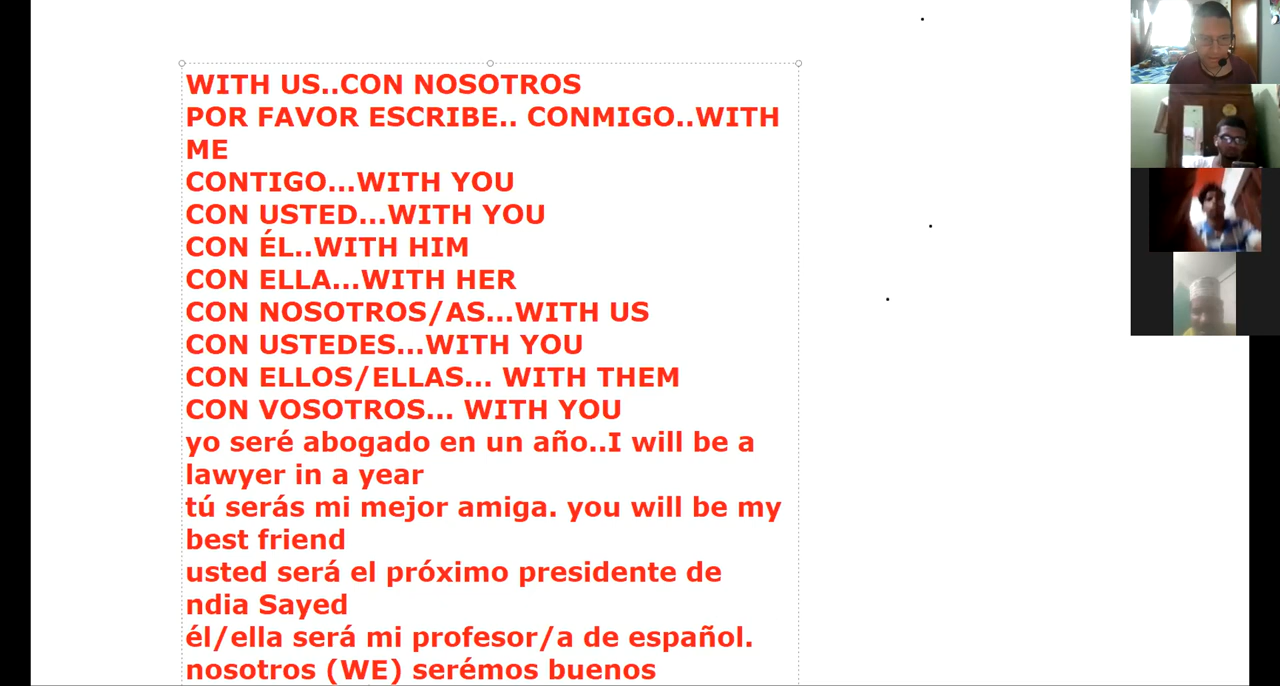 WITH US..CON NOSOTROS
POR FAVOR ESCRIBE.. CONMIGO..WITH
ME
CONTIGO...WITH YOU
CON USTED...WITH YOU
CON ÉL..WITH HIM
CON ELLA...WITH HER
CON NOSOTROS/AS...WITH US
CON USTEDES...WITH YOU
CON ELLOS/ELLAS... WITH THEM
CON VOSOTROS... WITH YOU
yo seré abogado en un año..I will be a
lawyer in a year
tú serás mi mejor amiga. you will be my
best friend
usted será el próximo presidente de
ndia Sayed
él/ella será mi profesor/a de español.
nosotros (WE) serémos buenos